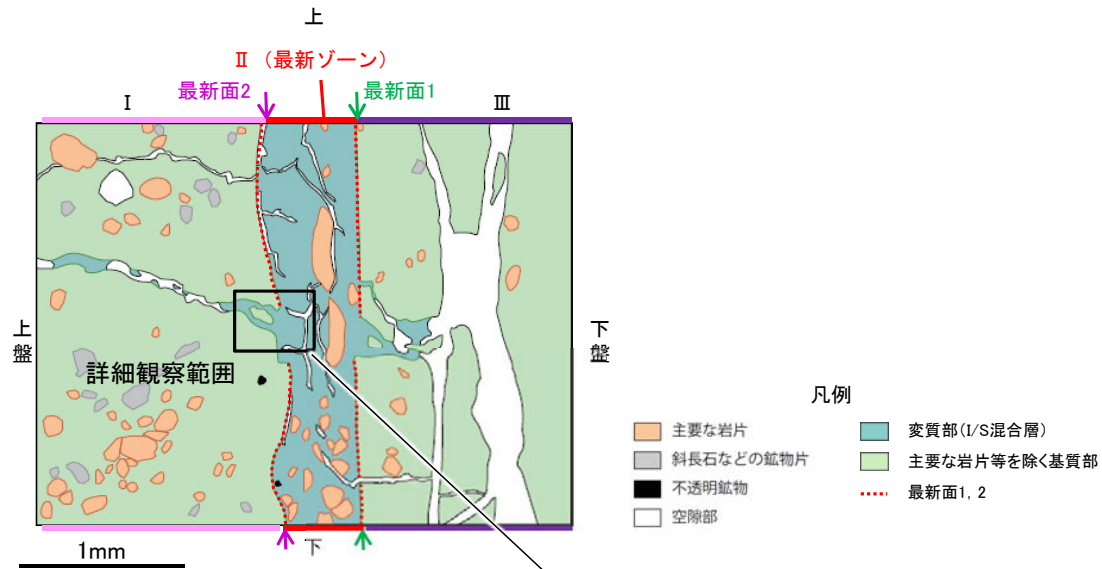 上
Ⅱ（最新ゾーン）
最新面2
最新面1
Ⅰ
Ⅲ
上盤
下盤
詳細観察範囲
下
1mm
凡例
主要な岩片
斜長石などの鉱物片
不透明鉱物
空隙部
変質部(I/S混合層)
主要な岩片等を除く基質部
最新面1, 2